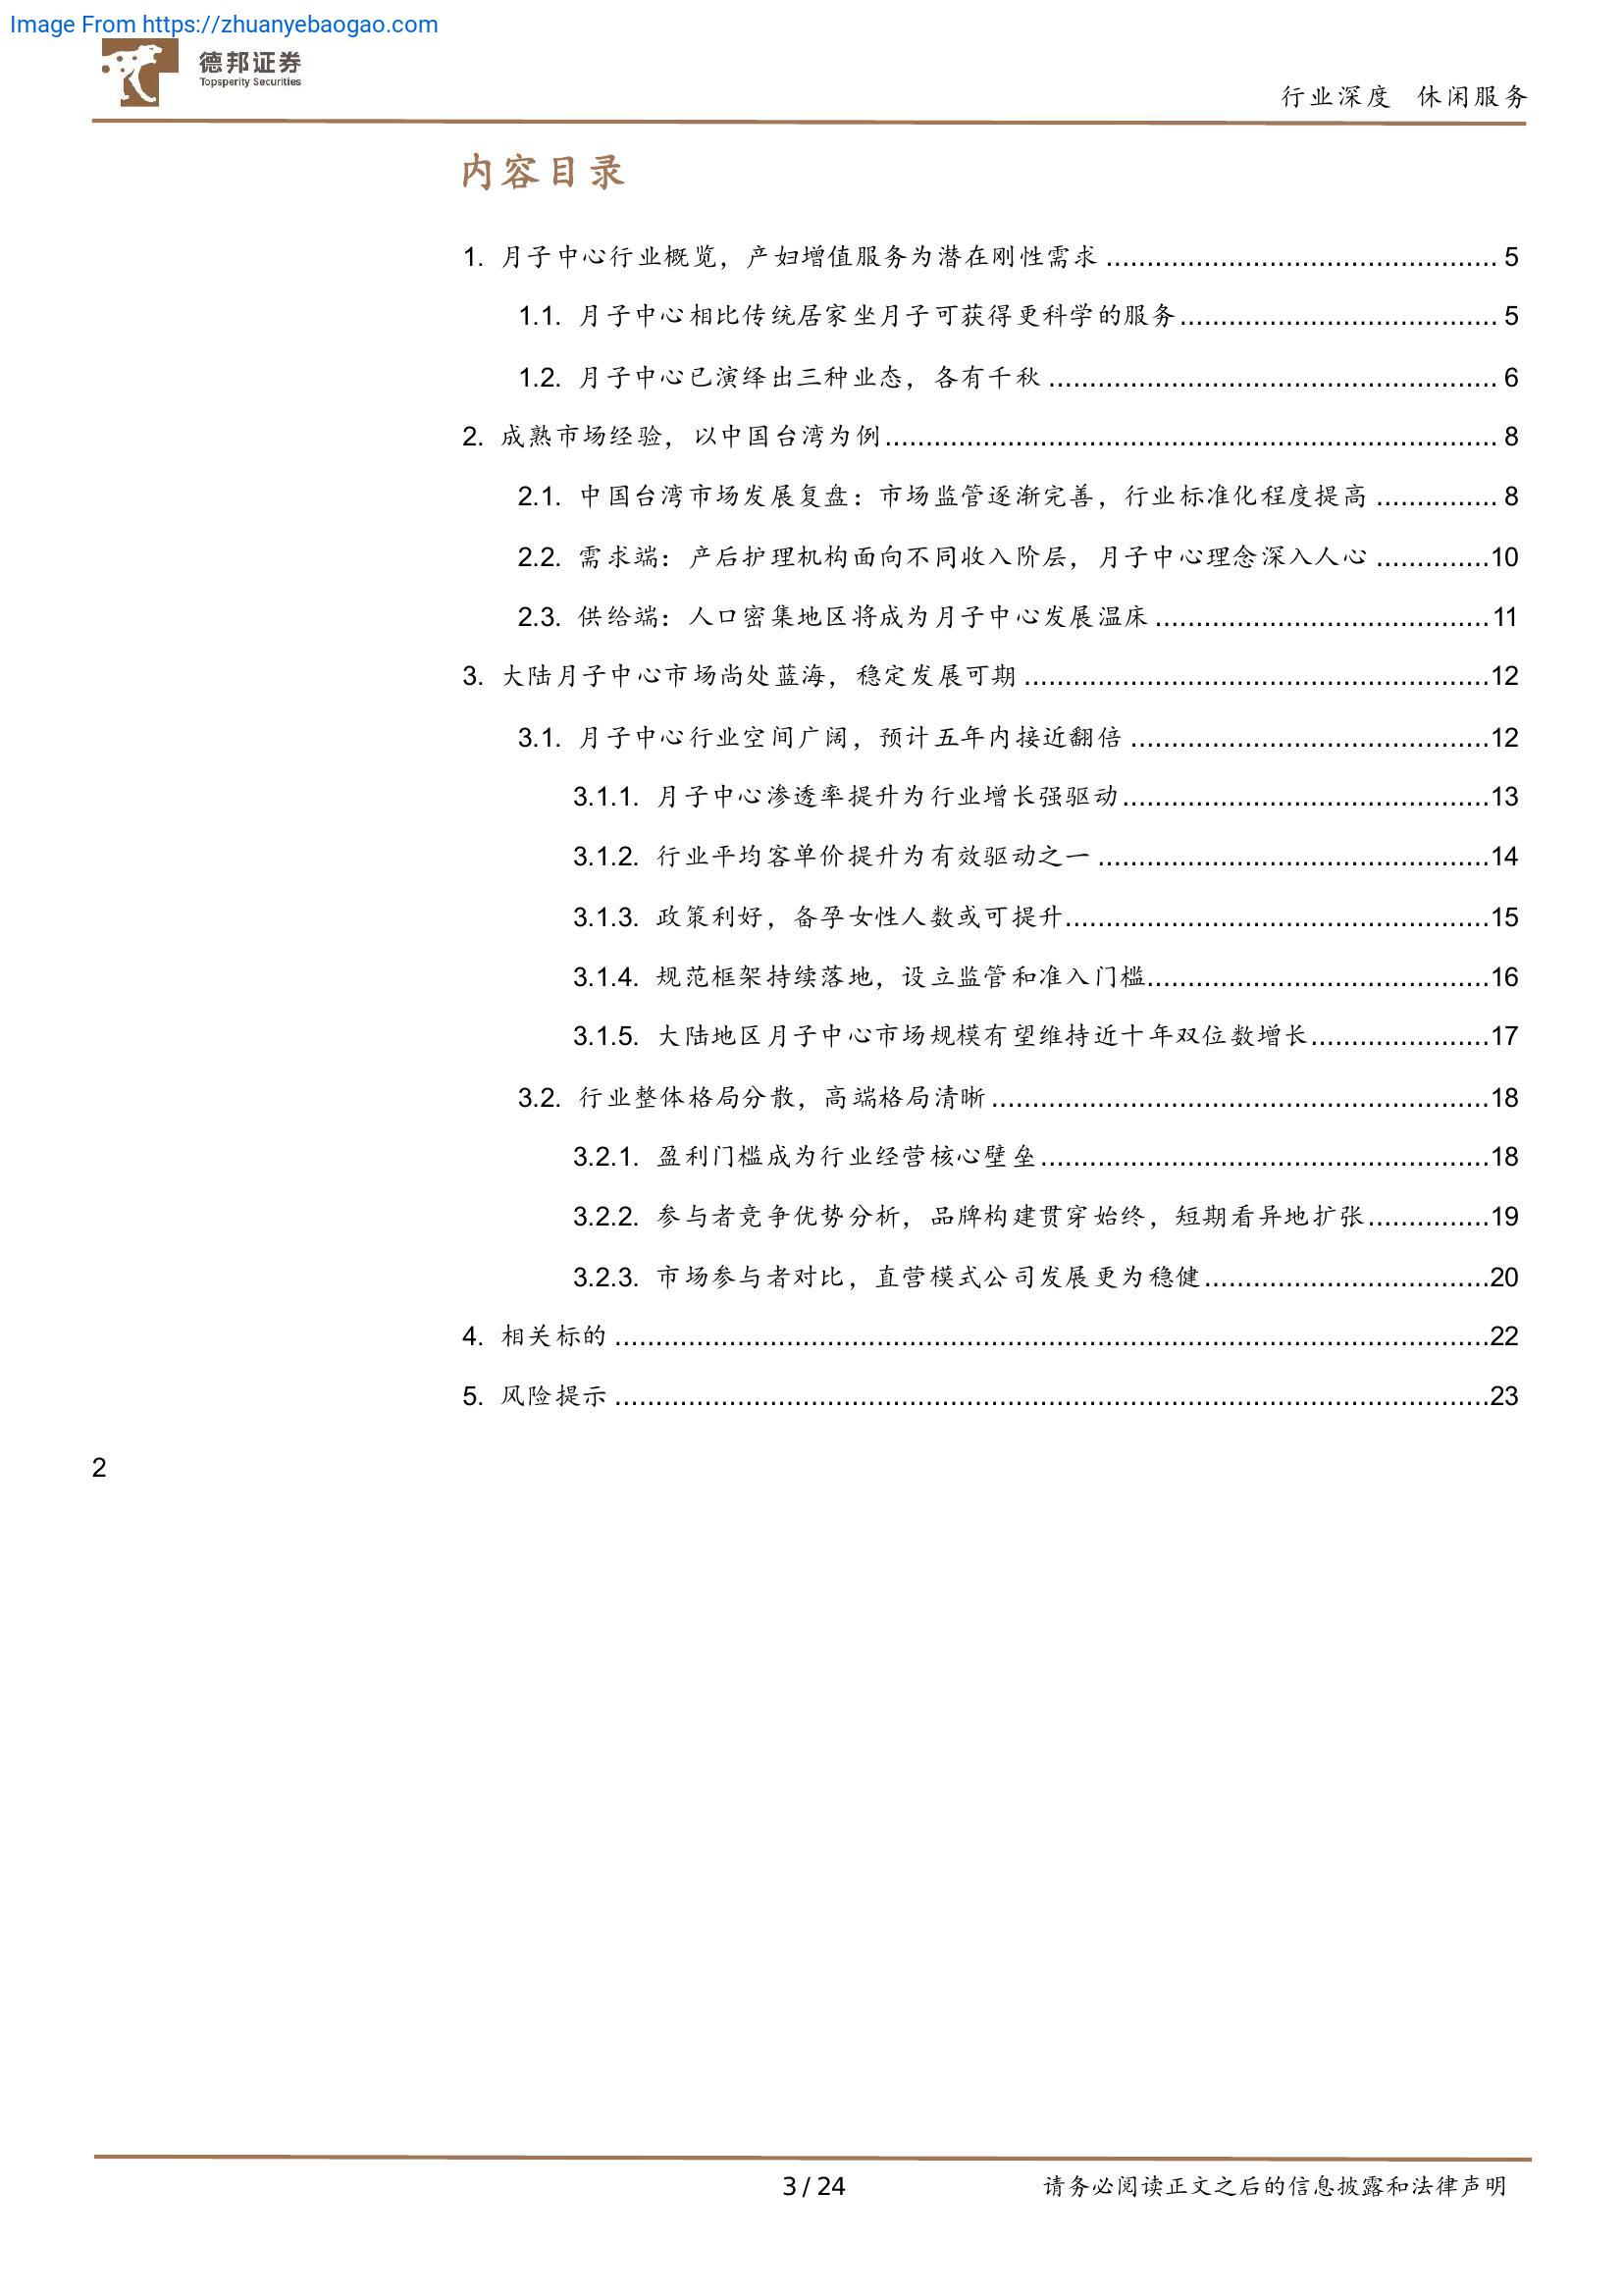 Image From https://zhuanyebaogao.com
德邦证券
Topsperity Securities
行业深度 休闲服务
内容目录
1. 月子中心行业概览，产妇增值服务为潜在刚性需求 ................................................ 5
1.1. 月子中心相比传统居家坐月子可获得更科学的服务....................................... 5
1.2. 月子中心已演绎出三种业态，各有千秋 ....................................................... 6
2. 成熟市场经验，以中国台湾为例........................................................................... 8
2.1. 中国台湾市场发展复盘：市场监管逐渐完善，行业标准化程度提高 ............... 8
2.2. 需求端：产后护理机构面向不同收入阶层，月子中心理念深入人心 ..............10
2.3. 供给端：人口密集地区将成为月子中心发展温床 .........................................11
3. 大陆月子中心市场尚处蓝海，稳定发展可期 .........................................................12
3.1. 月子中心行业空间广阔，预计五年内接近翻倍 ............................................12
3.1.1. 月子中心渗透率提升为行业增长强驱动.............................................13
3.1.2. 行业平均客单价提升为有效驱动之一 ................................................14
3.1.3. 政策利好，备孕女性人数或可提升....................................................15
3.1.4. 规范框架持续落地，设立监管和准入门槛..........................................16
3.1.5. 大陆地区月子中心市场规模有望维持近十年双位数增长......................17
3.2. 行业整体格局分散，高端格局清晰 .............................................................18
3.2.1. 盈利门槛成为行业经营核心壁垒.......................................................18
3.2.2. 参与者竞争优势分析，品牌构建贯穿始终，短期看异地扩张...............19
3.2.3. 市场参与者对比，直营模式公司发展更为稳健...................................20
4. 相关标的 ...........................................................................................................22
5. 风险提示 ...........................................................................................................23
2
3 / 24
请务必阅读正文之后的信息披露和法律声明